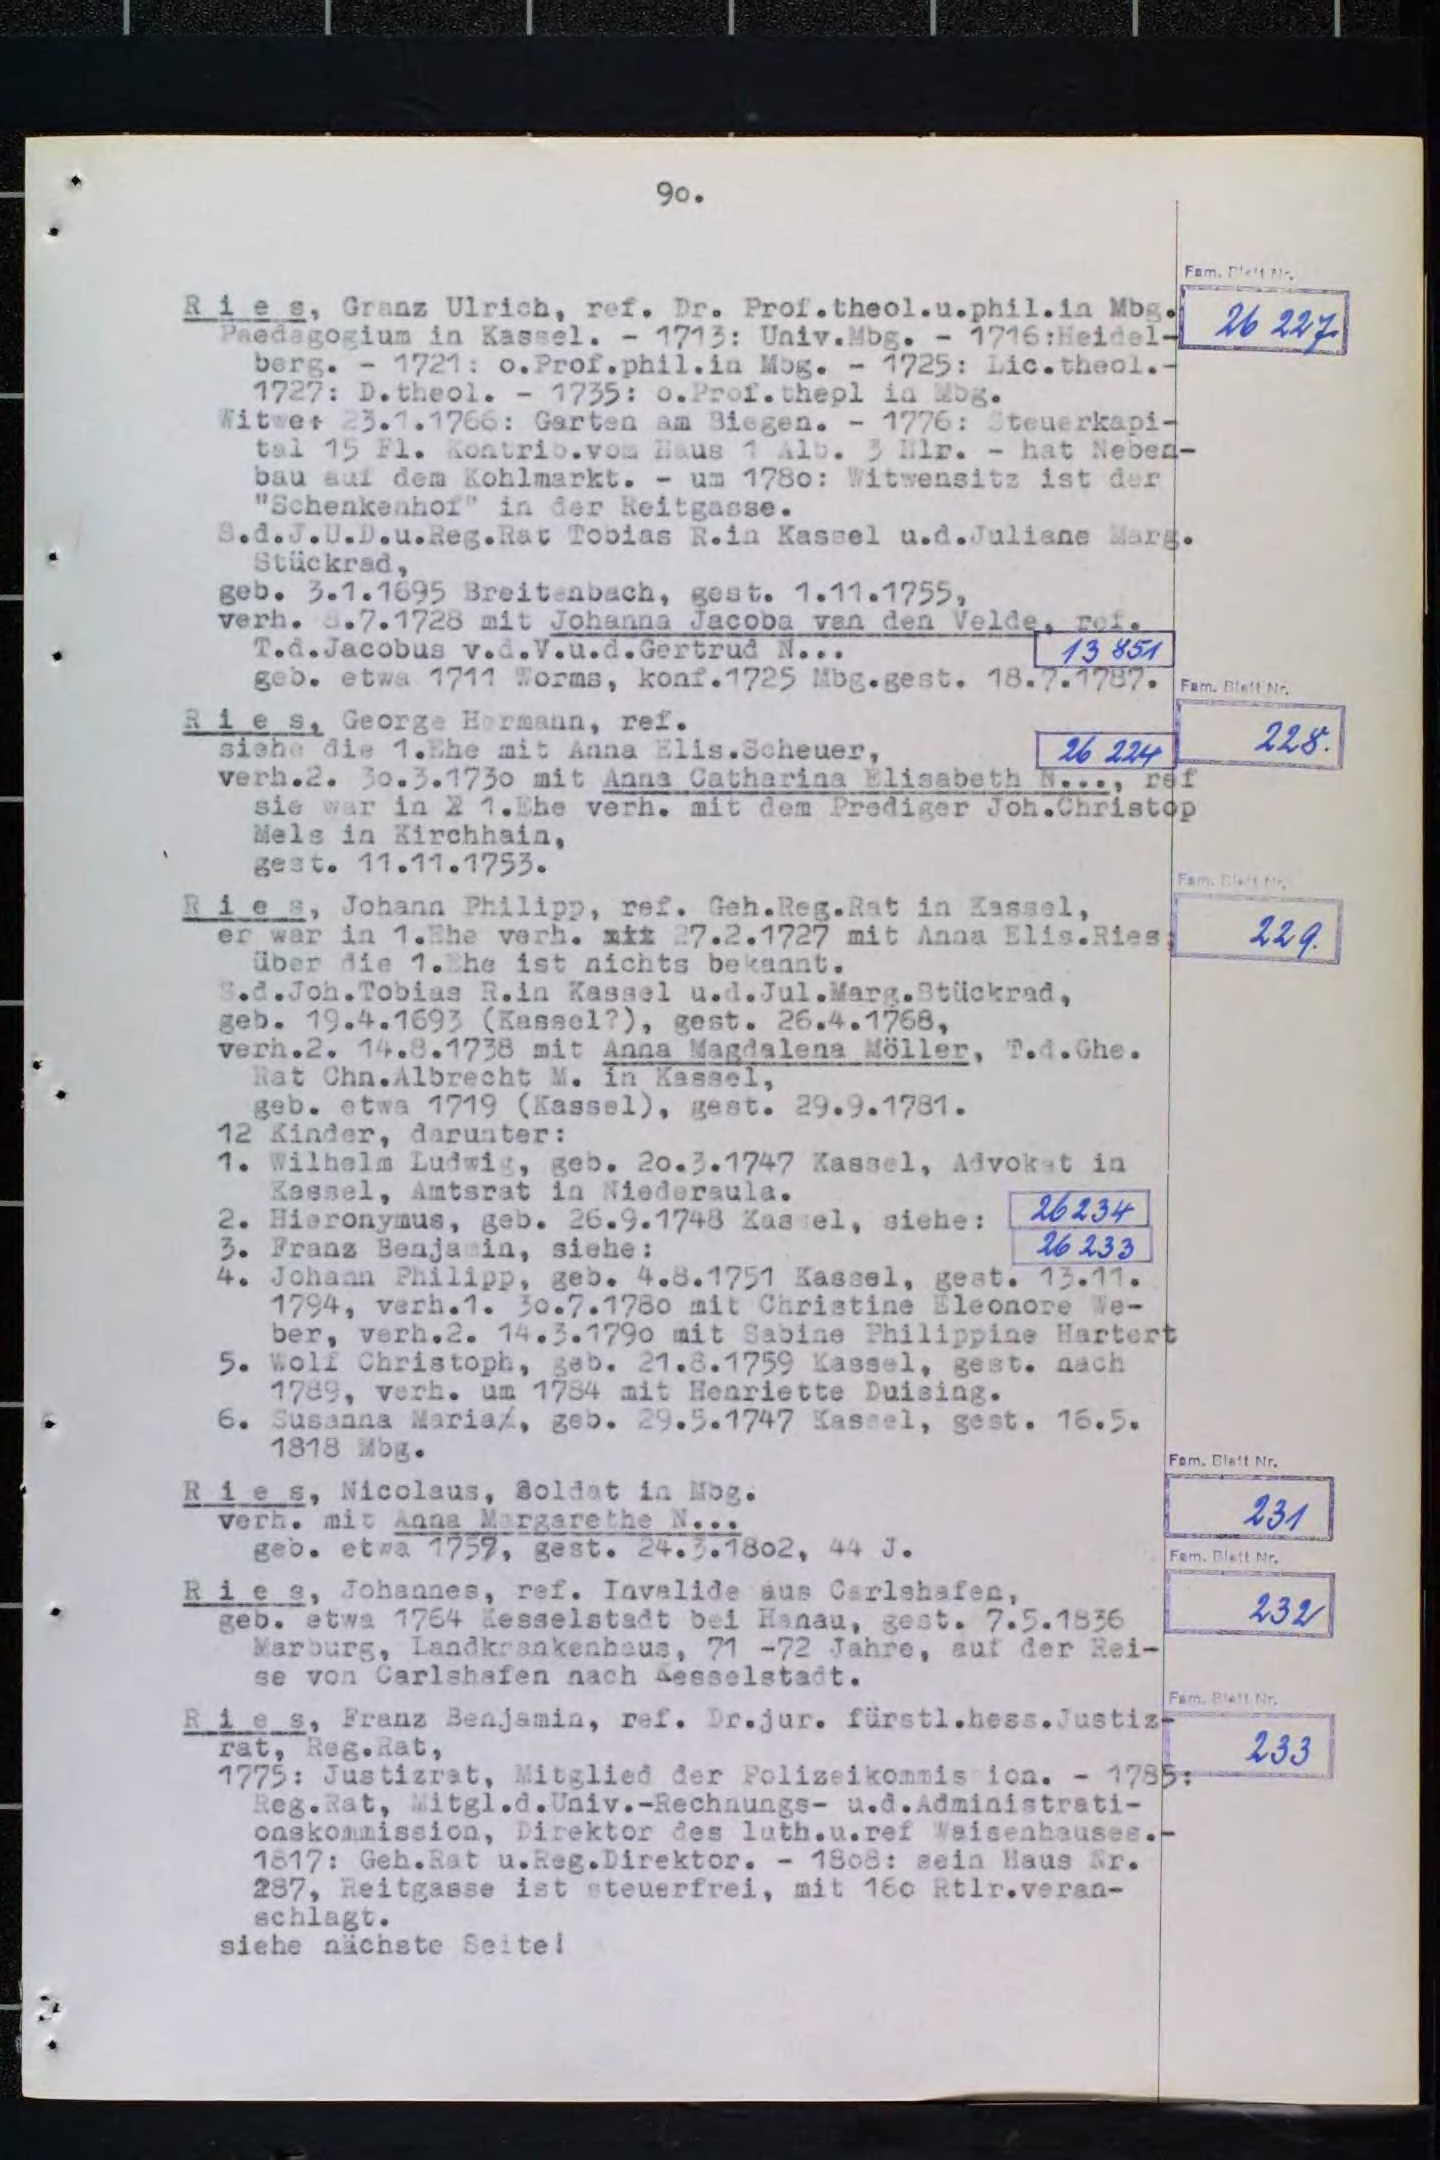 90.
Fam. Blatt Nr.
R i e s, Granz Ulrich, ref. Dr. Prof.theol.u.phil.in Mbg.
26 227.
Paedagogium in Kassel. - 1713: Univ.Mbg. - 1716:Heidel-
berg. - 1721: o.Prof.phil.in Mbg. - 1725: Lic.theol.-
1727: D.theol. - 1735: o.Prof.thepl in Mbg.
Witwe+ 23.1.1766: Garten am Biegen. - 1776: Steuerkapi-
tal 15 Fl. Kontrib.vom Haus 1 Alb. 3 Hlr. - hat Neben-
bau auf dem Kohlmarkt. - um 178o: Witwensitz ist der
"Schenkenhof" in der Reitgasse.
S.d.J.U.D.u.Reg.Rat Tobias R.in Kassel u.d.Juliane Marg.
Stückrad,
geb. 3.1.1695 Breitenbach, gest. 1.11.1755,
verh. .7.1728 mit Johanna Jacoba van den Velde, ref.
T.d.Jacobus v.d.V.u.d.Gertrud N... 13 851
geb. etwa 1711 Worms, konf.1725 Mbg.gest. 18.7.1787.
Fam. Blatt Nr.
R i e s, George Hermann, ref.
228.
siehe die 1.Ehe mit Anna Elis.Scheuer, 26 224
verh.2. 3o.3.173o mit Anna Catharina Elisabeth N..., ref
sie war in 1.Ehe verh. mit dem Prediger Joh.Christop
Mels in Kirchhain,
gest. 11.11.1753.
Fam. Blatt Nr.
R i e s, Johann Philipp, ref. Geh.Reg.Rat in Kassel,
229.
er war in 1.Ehe verh. mit 27.2.1727 mit Anna Elis.Ries;
über die 1.Ehe ist nichts bekannt.
S.d.Joh.Tobias R.in Kassel u.d.Jul.Marg.Stückrad,
geb. 19.4.1693 (Kassel?), gest. 26.4.1768,
verh.2. 14.8.1738 mit Anna Magdalena Möller, T.d.Ghe.
Rat Chn.Albrecht M. in Kassel,
geb. etwa 1719 (Kassel), gest. 29.9.1781.
12 Kinder, darunter:
1. Wilhelm Ludwig, geb. 2o.3.1747 Kassel, Advokat in
Kassel, Amtsrat in Niederaula.
2. Hieronymus, geb. 26.9.1748 Kassel, siehe: 26 234
3. Franz Benjamin, siehe: 26 233
4. Johann Philipp, geb. 4.8.1751 Kassel, gest. 13.11.
1794, verh.1. 3o.7.178o mit Christine Eleonore We-
ber, verh.2. 14.3.179o mit Sabine Philippine Hartert
5. Wolf Christoph, geb. 21.8.1759 Kassel, gest. nach
1789, verh. um 1784 mit Henriette Duising.
6. Susanna Maria, geb. 29.5.1747 Kassel, gest. 16.5.
1818 Mbg.
Fam. Blatt Nr.
R i e s, Nicolaus, Soldat in Mbg.
231
verh. mit Anna Margarethe N...
geb. etwa 1757, gest. 24.3.18o2, 44 J.
Fam. Blatt Nr.
R i e s, Johannes, ref. Invalide aus Carlshafen,
232
geb. etwa 1764 Kesselstadt bei Hanau, gest. 7.5.1836
Marburg, Landkrankenhaus, 71 -72 Jahre, auf der Rei-
se von Carlshafen nach Kesselstadt.
Fam. Blatt Nr.
R i e s, Franz Benjamin, ref. Dr.jur. fürstl.hess.Justiz-
rat, Reg.Rat,
233
1775: Justizrat, Mitglied der Polizeikommis ion. - 1785:
Reg.Rat, Mitgl.d.Univ.-Rechnungs- u.d.Administrati-
onskommission, Direktor des luth.u.ref Waisenhauses.-
1817: Geh.Rat u.Reg.Direktor. - 18o8: sein Haus Nr.
287, Reitgasse ist steuerfrei, mit 16o Rtlr.veran-
schlagt.
siehe nächste Seite!